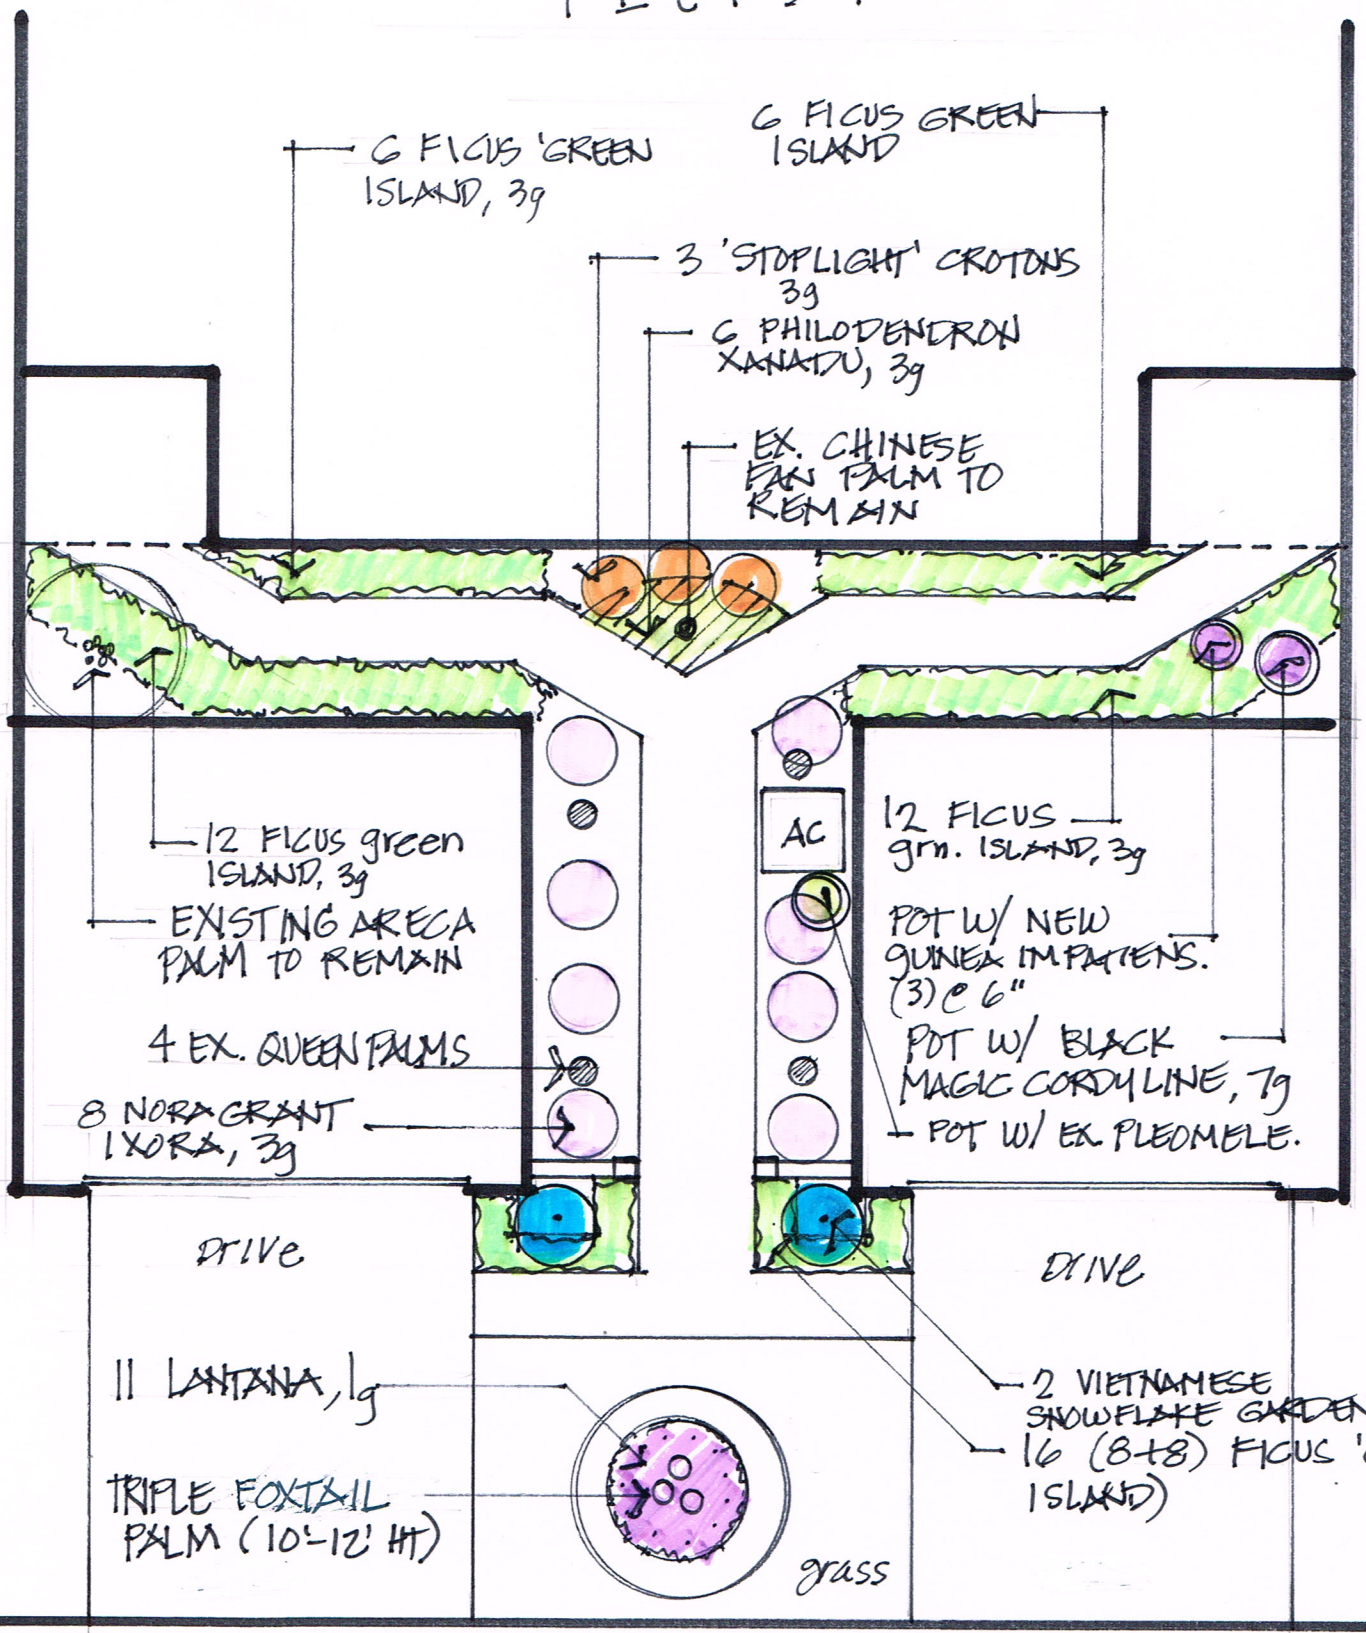 6 FICUS 'GREEN
ISLAND, 3g
6 FICUS GREEN
ISLAND
3 'STOPLIGHT' CROTONS
3g
6 PHILODENDRON
XANADU, 3g
EX. CHINESE
FAN PALM TO
REMAIN
12 FICUS green
ISLAND, 3g
EXISTING ARECA
PALM TO REMAIN
4 EX. QUEEN PALMS
8 NORA GRANT
IXORA, 3g
AC
12 FICUS
grn. ISLAND, 3g
POT W/ NEW
GUINEA IMPATIENS.
(3) @ 6"
POT W/ BLACK
MAGIC CORDYLINE, 7g
POT W/ EX. PLEOMELE.
Drive
Drive
11 LANTANA, 1g
TRIPLE FOXTAIL
PALM (10'-12' HT)
2 VIETNAMESE
SNOWFLAKE GARDEN
16 (8+8) FICUS '
ISLAND)
grass